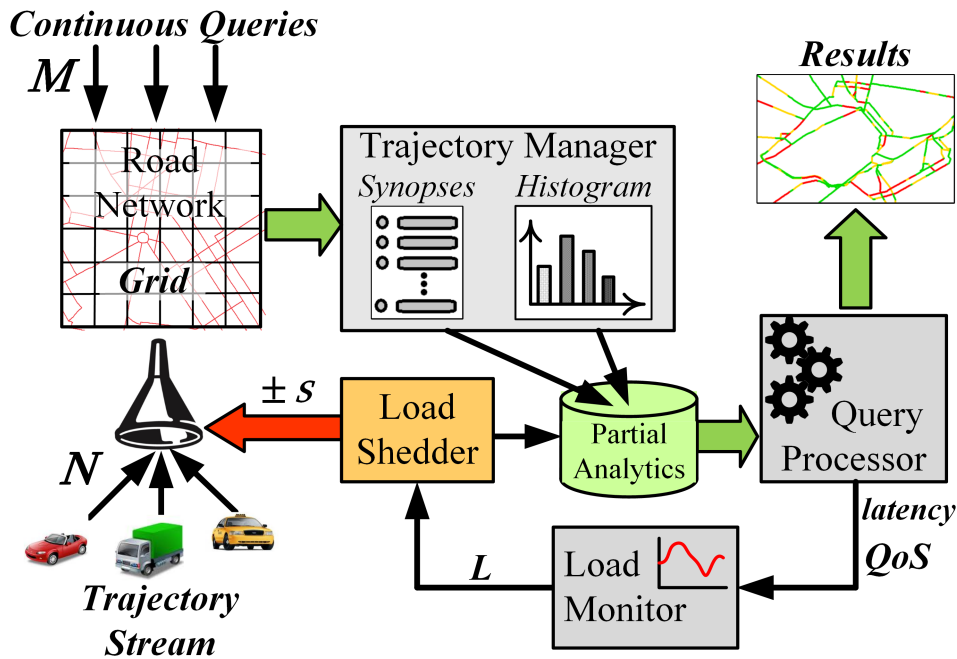 Continuous Queries
M
Results
Road
Network
Grid
Trajectory Manager
Synopses Histogram
± s
Load
Shedder
Partial
Analytics
Query
Processor
N
latency
QoS
L
Load
Monitor
Trajectory
Stream